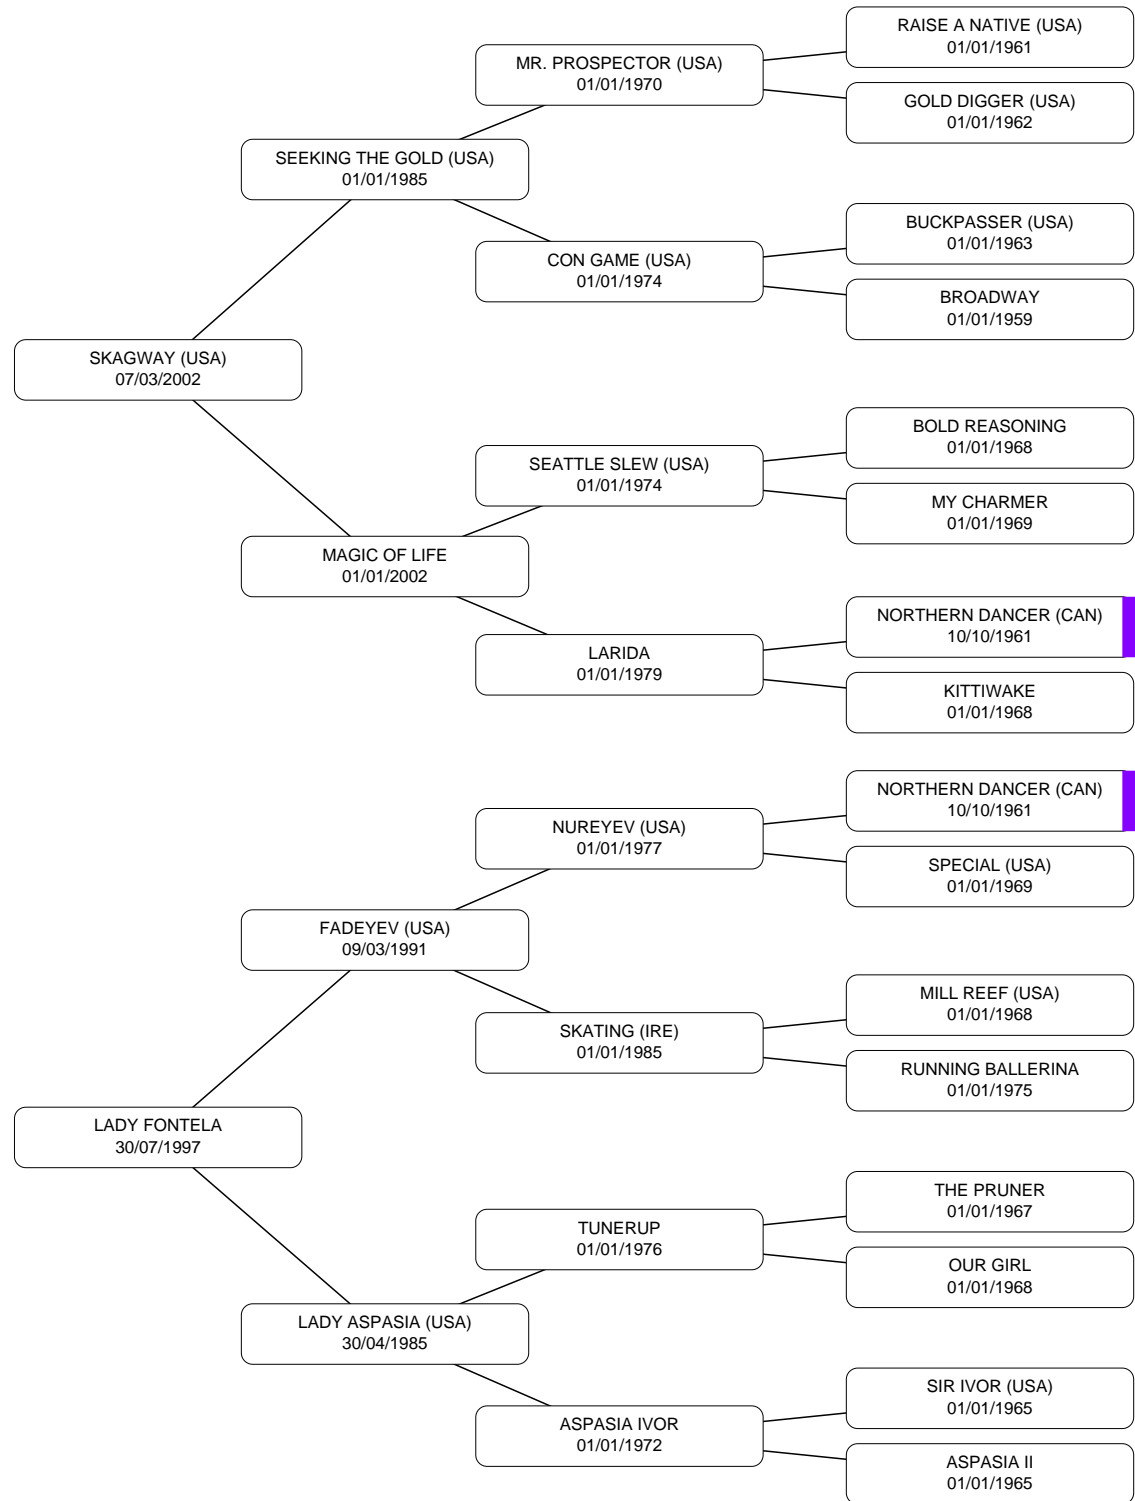 RAISE A NATIVE (USA)
01/01/1961
MR. PROSPECTOR (USA)
01/01/1970
GOLD DIGGER (USA)
01/01/1962
SEEKING THE GOLD (USA)
01/01/1985
BUCKPASSER (USA)
01/01/1963
CON GAME (USA)
01/01/1974
BROADWAY
01/01/1959
SKAGWAY (USA)
07/03/2002
BOLD REASONING
01/01/1968
SEATTLE SLEW (USA)
01/01/1974
MY CHARMER
01/01/1969
MAGIC OF LIFE
01/01/2002
NORTHERN DANCER (CAN)
10/10/1961
LARIDA
01/01/1979
KITTIWAKE
01/01/1968
NORTHERN DANCER (CAN)
10/10/1961
NUREYEV (USA)
01/01/1977
SPECIAL (USA)
01/01/1969
FADEYEV (USA)
09/03/1991
MILL REEF (USA)
01/01/1968
SKATING (IRE)
01/01/1985
RUNNING BALLERINA
01/01/1975
LADY FONTELA
30/07/1997
THE PRUNER
01/01/1967
TUNERUP
01/01/1976
OUR GIRL
01/01/1968
LADY ASPASIA (USA)
30/04/1985
SIR IVOR (USA)
01/01/1965
ASPASIA IVOR
01/01/1972
ASPASIA II
01/01/1965